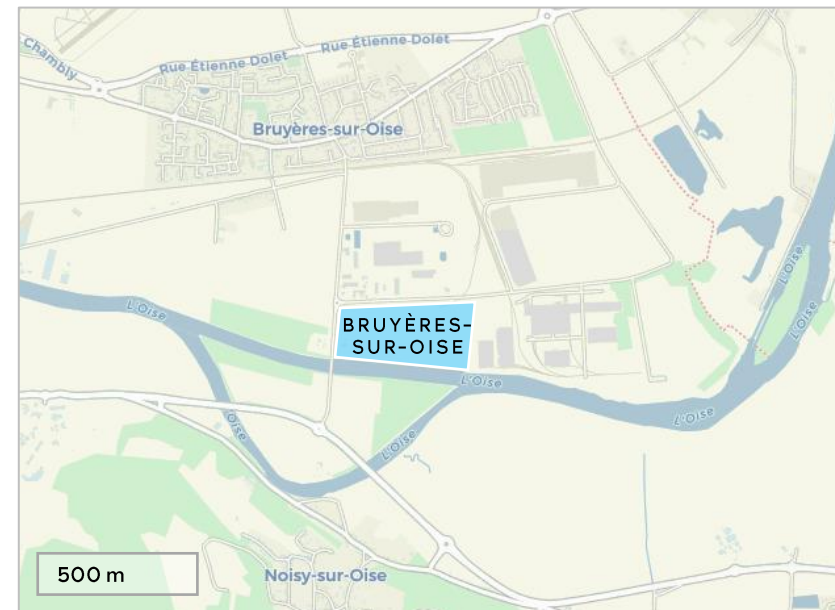 Chambly
Rue Étienne Dolet
Rue Étienne Dolet
Bruyères-sur-Oise
L'Oise
L'Oise
L'Oise
BRUYÈRES-
SUR-OISE
L'Oise
L'Oise
Oise
L'Oise
500 m
Noisy-sur-Oise